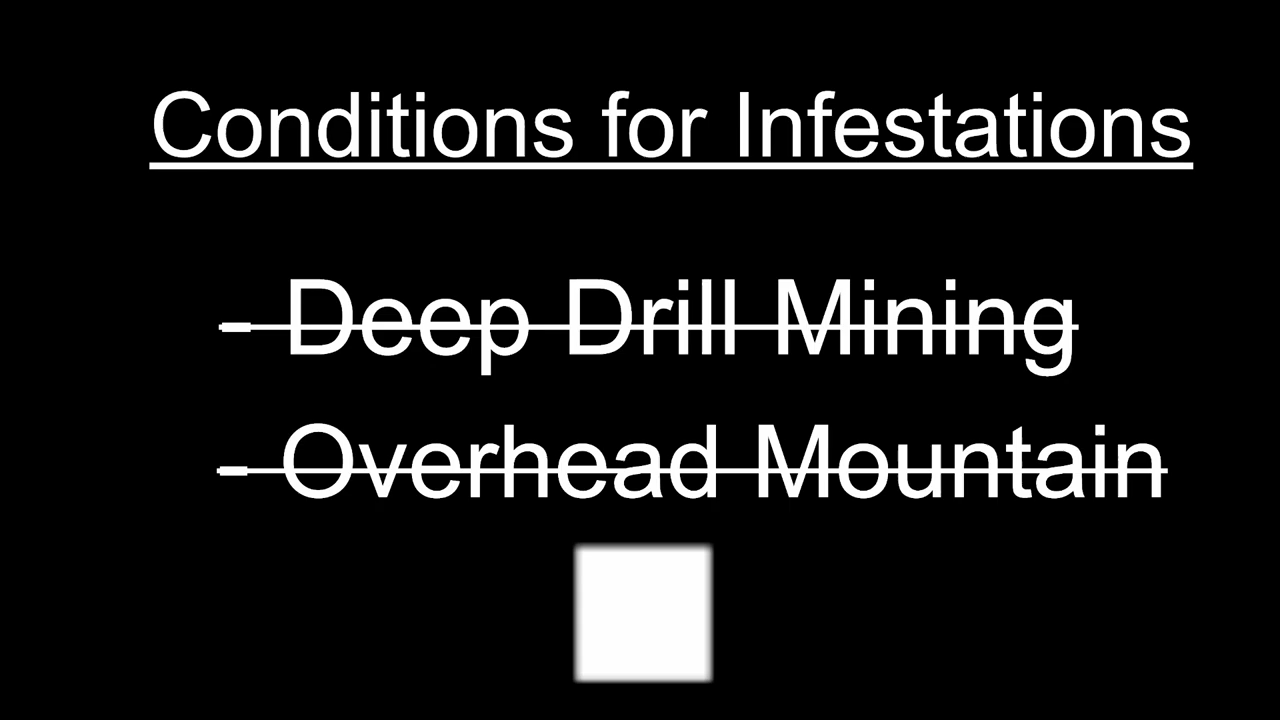 Conditions for Infestations
- Deep Drill Mining
- Overhead Mountain